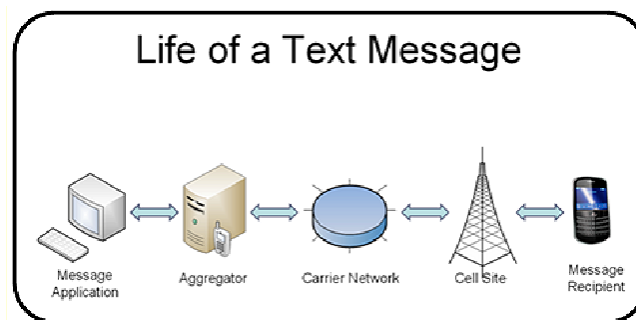 Life of a Text Message
Message
Application
Aggregator
Carrier Network
Cell Site
Message
Recipient